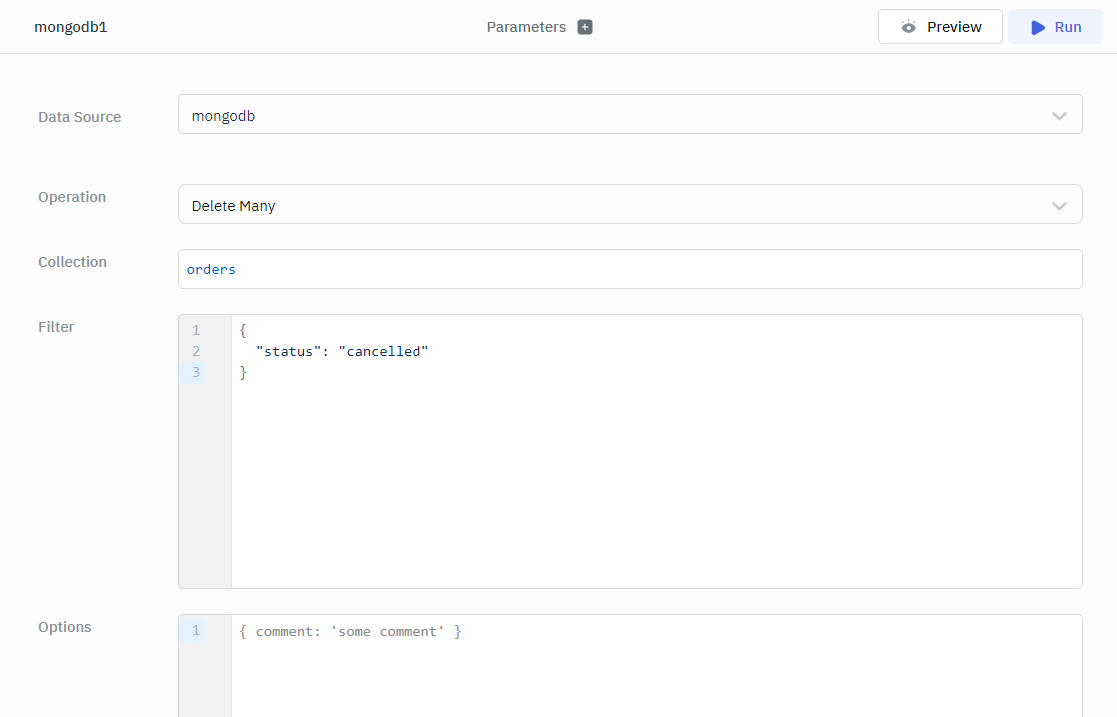 mongodb1
Parameters
Preview
Run
Data Source
mongodb
Operation
Delete Many
Collection
orders
Filter
1 {
2 "status": "cancelled"
3 }
Options
1 { comment: 'some comment' }